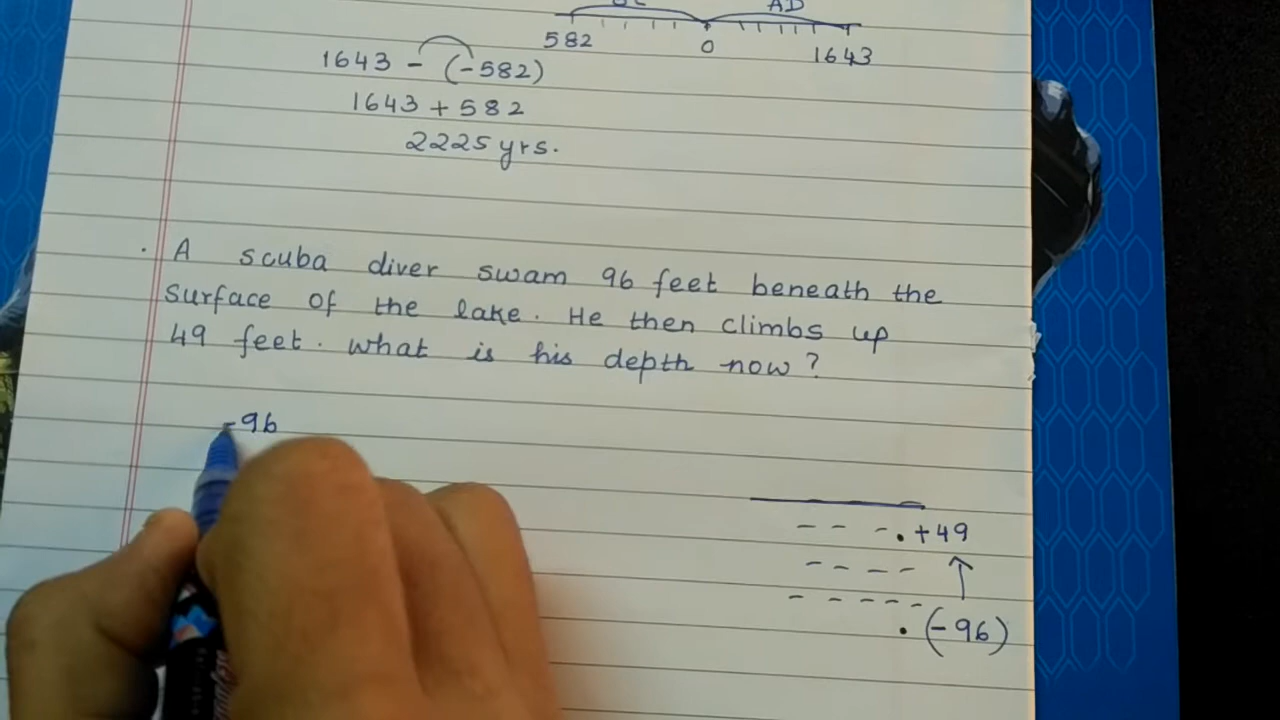 AD
582 0 1643
1643 - (-582)
1643 + 582
2225 yrs.
. A scuba diver swam 96 feet beneath the
surface of the lake. He then climbs up
49 feet. what is his depth now?
-96
+49
(-96)